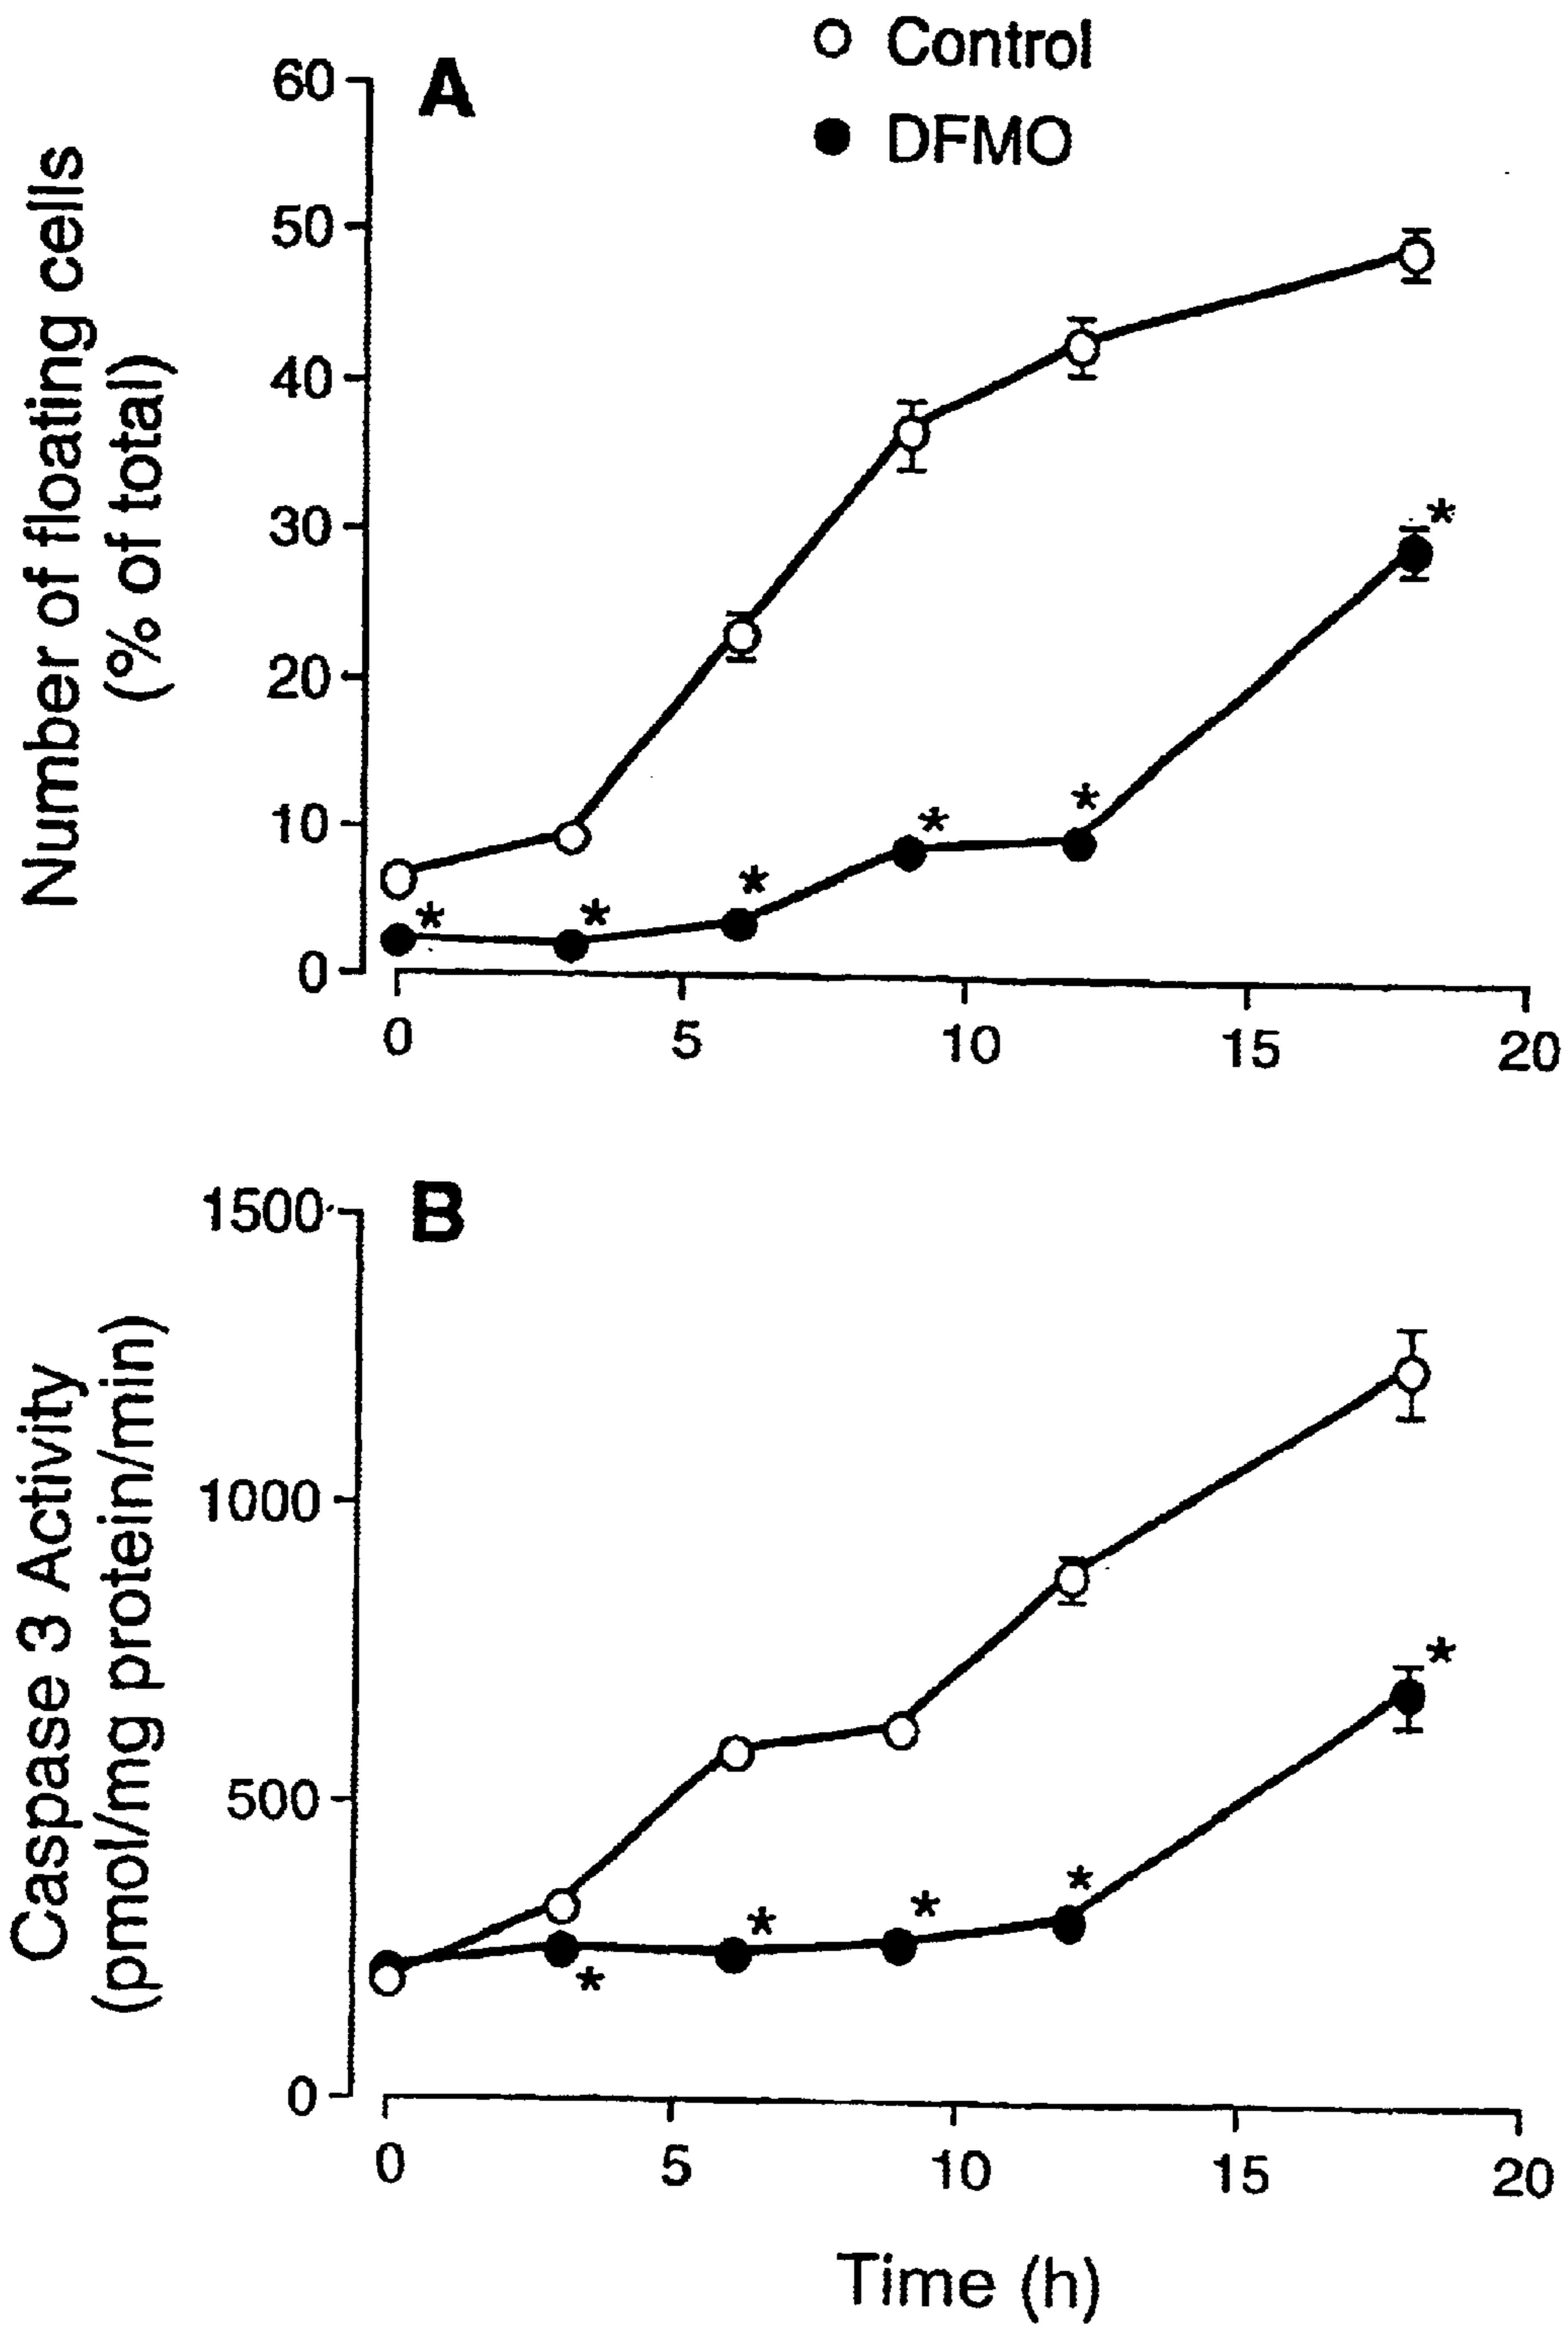 Control
DFMO
A
Number of floating cells
(% of total)
60
50
40
30
20
10
0
*
*
*
*
*
*
0 5 10 15 20
B
Caspase 3 Activity
(pmol/mg protein/min)
1500
1000
500
0
*
*
*
*
*
0 5 10 15 20
Time (h)